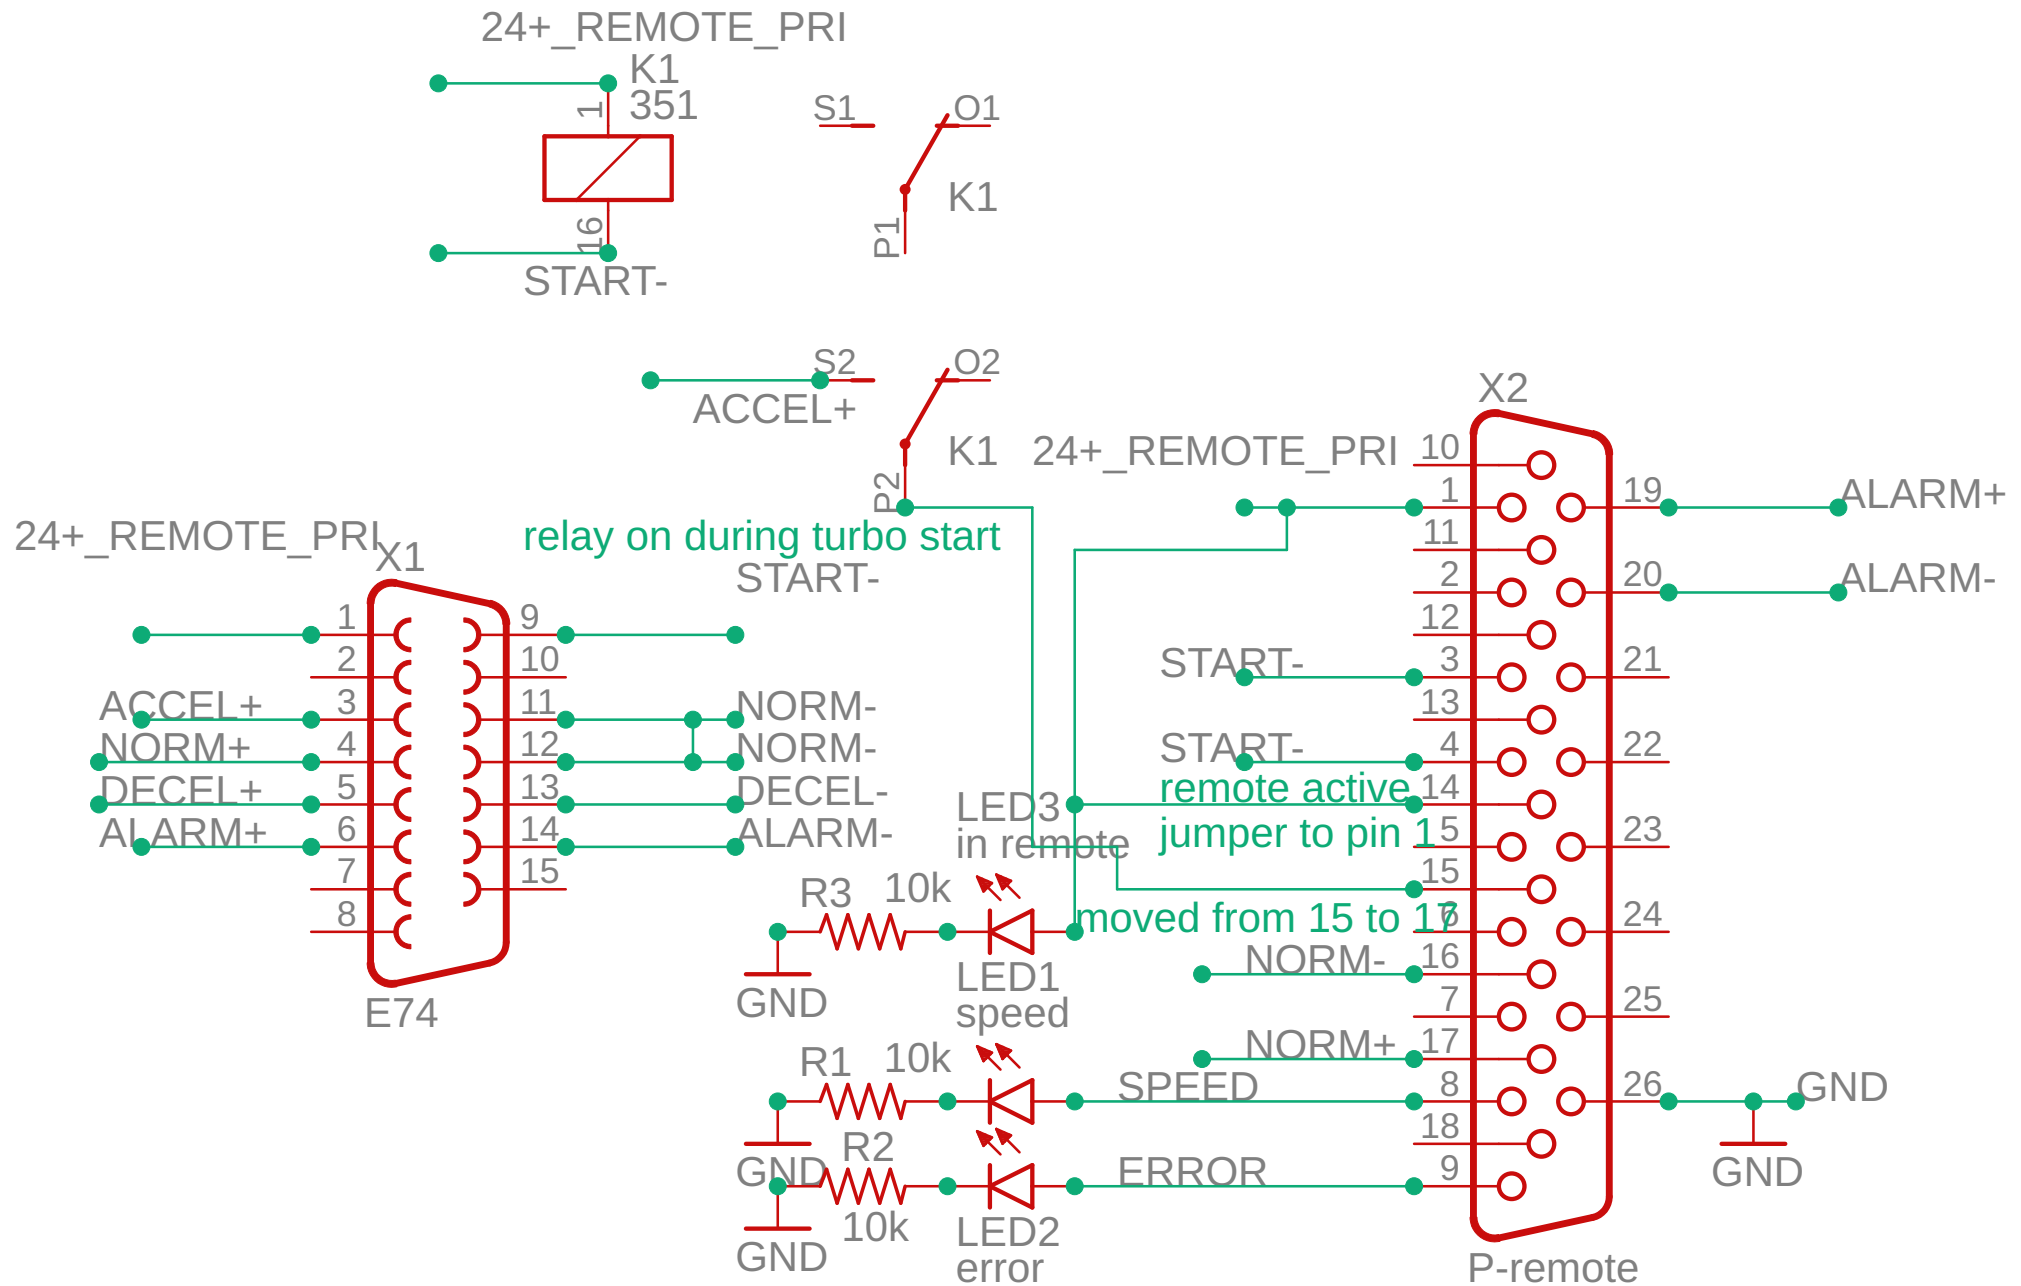 24+_REMOTE_PRI
K1
351
1
16
START-
S1
O1
K1
P1
S2
O2
ACCEL+
K1
P2
relay on during turbo start
24+_REMOTE_PRI
X1
START-
1
2
3
4
5
6
7
8
9
10
11
12
13
14
15
ACCEL+
NORM+
DECEL+
ALARM+
NORM-
NORM-
DECEL-
ALARM-
E74
X2
24+_REMOTE_PRI
10
1
11
2
12
3
13
4
14
5
15
6
16
7
17
8
18
9
19
20
21
22
23
24
25
26
ALARM+
ALARM-
START-
START-
remote active
jumper to pin 1
moved from 15 to 17
NORM-
NORM+
SPEED
ERROR
GND
GND
P-remote
LED3
in remote
R3
10k
GND
LED1
speed
R1
10k
GND
R2
10k
GND
LED2
error